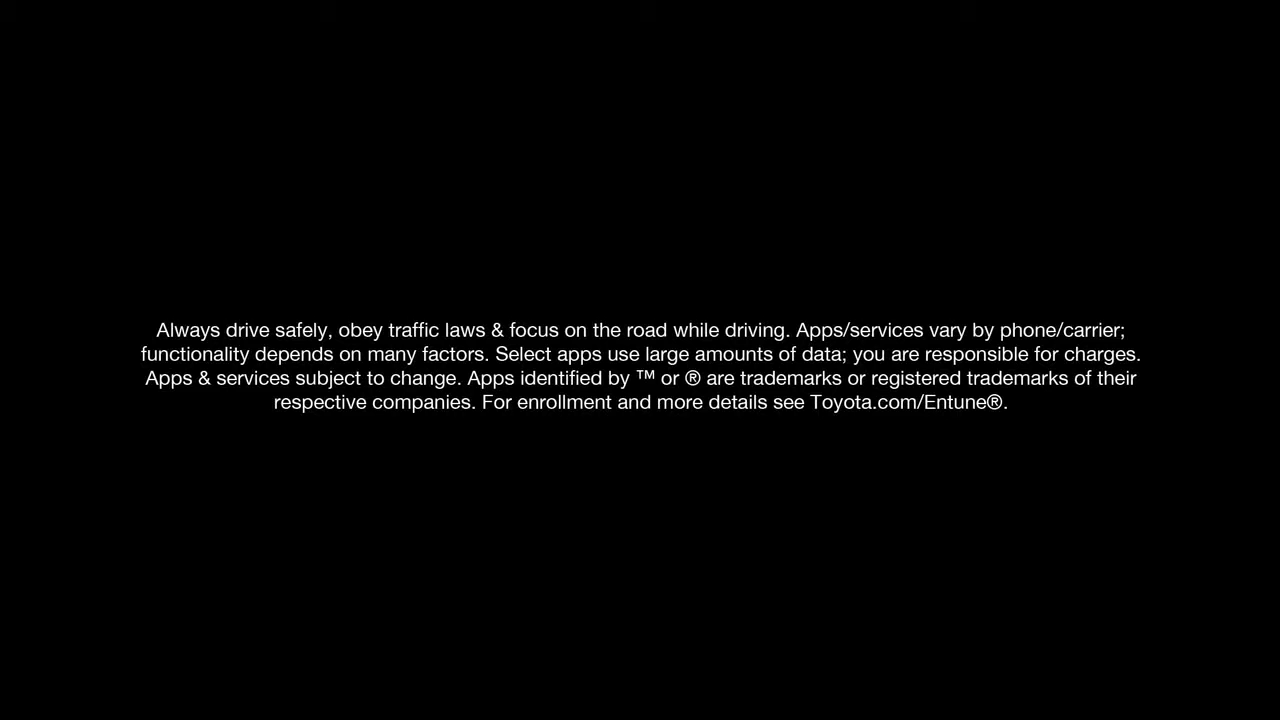 Always drive safely, obey traffic laws & focus on the road while driving. Apps/services vary by phone/carrier;
functionality depends on many factors. Select apps use large amounts of data; you are responsible for charges.
Apps & services subject to change. Apps identified by ™ or ® are trademarks or registered trademarks of their
respective companies. For enrollment and more details see Toyota.com/Entune®.